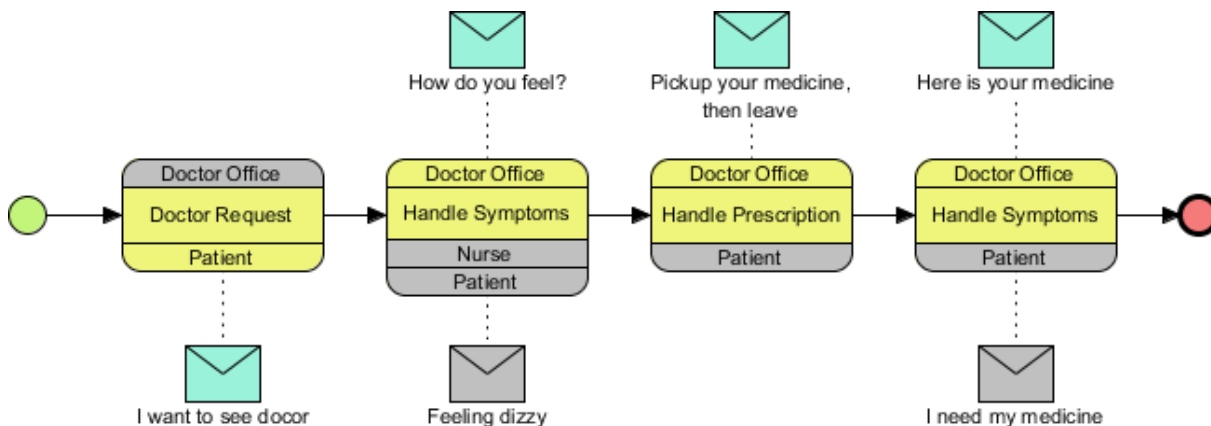 How do you feel?
Pickup your medicine,
then leave
Here is your medicine
Doctor Office
Doctor Request
Patient
Doctor Office
Handle Symptoms
Nurse
Patient
Doctor Office
Handle Prescription
Patient
Doctor Office
Handle Symptoms
Patient
I want to see docor
Feeling dizzy
I need my medicine